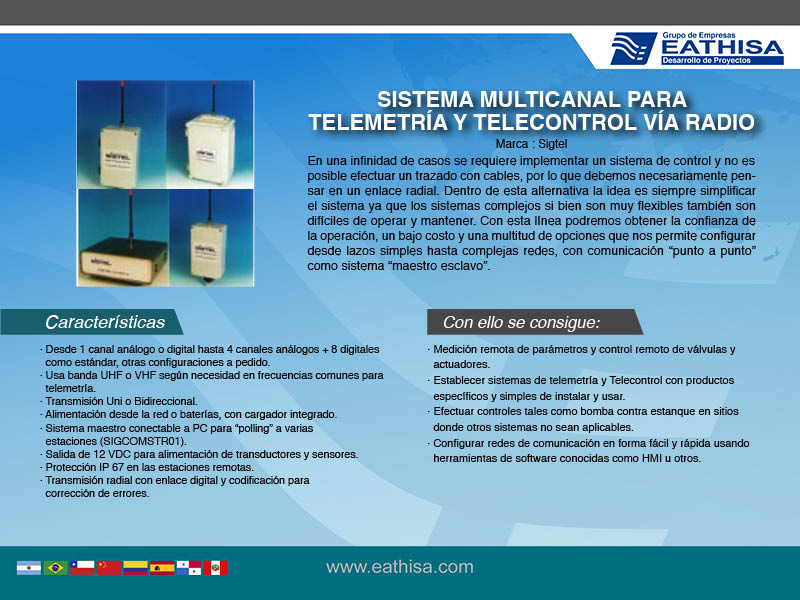 Grupo de Empresas
EATHISA
Desarrollo de Proyectos
SISTEMA MULTICANAL PARA
TELEMETRÍA Y TELECONTROL VÍA RADIO
Marca : Sigtel
En una infinidad de casos se requiere implementar un sistema de control y no es
posible efectuar un trazado con cables, por lo que debemos necesariamente pen-
sar en un enlace radial. Dentro de esta alternativa la idea es siempre simplificar
el sistema ya que los sistemas complejos si bien son muy flexibles también son
difíciles de operar y mantener. Con esta línea podremos obtener la confianza de
la operación, un bajo costo y una multitud de opciones que nos permite configurar
desde lazos simples hasta complejas redes, con comunicación “punto a punto”
como sistema “maestro esclavo”.
Características
· Desde 1 canal análogo o digital hasta 4 canales análogos + 8 digitales
como estándar, otras configuraciones a pedido.
· Usa banda UHF o VHF según necesidad en frecuencias comunes para
telemetría.
· Transmisión Uni o Bidireccional.
· Alimentación desde la red o baterías, con cargador integrado.
· Sistema maestro conectable a PC para “polling” a varias
estaciones (SIGCOMSTR01).
· Salida de 12 VDC para alimentación de transductores y sensores.
· Protección IP 67 en las estaciones remotas.
· Transmisión radial con enlace digital y codificación para
corrección de errores.
Con ello se consigue:
· Medición remota de parámetros y control remoto de válvulas y
actuadores.
· Establecer sistemas de telemetría y Telecontrol con productos
específicos y simples de instalar y usar.
· Efectuar controles tales como bomba contra estanque en sitios
donde otros sistemas no sean aplicables.
· Configurar redes de comunicación en forma fácil y rápida usando
herramientas de software conocidas como HMI u otros.
www.eathisa.com